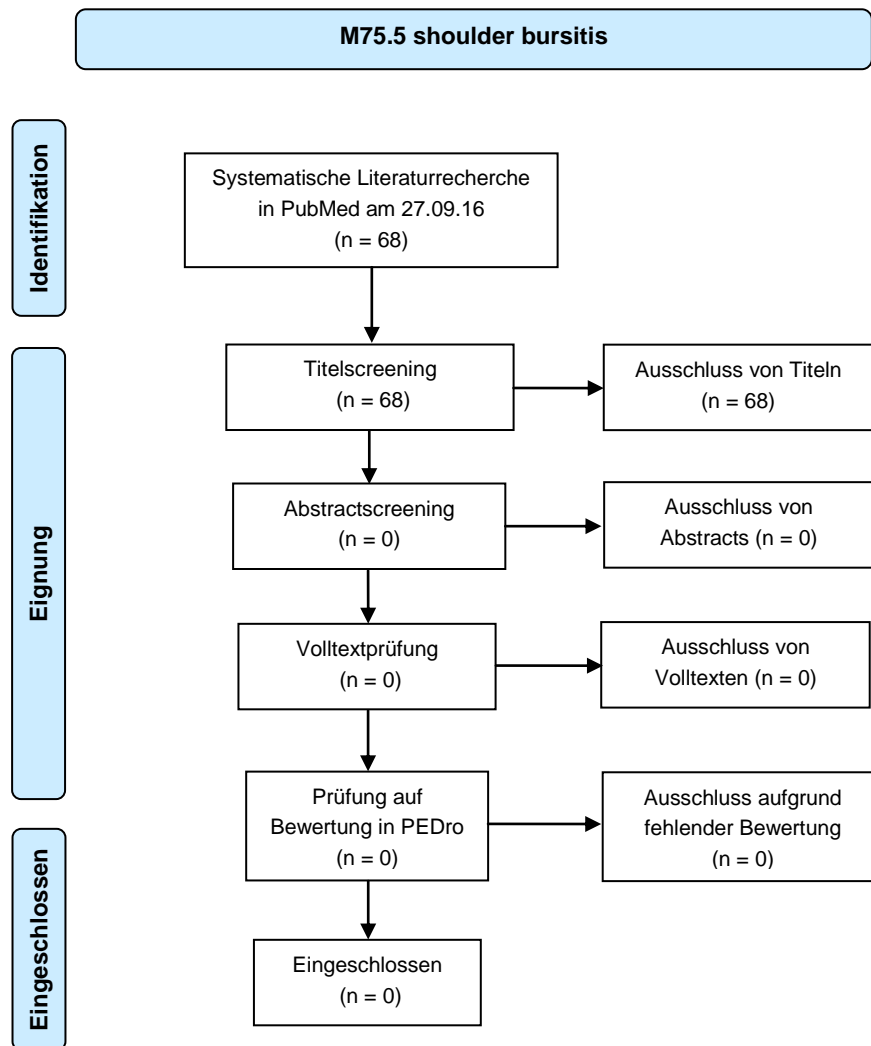 M75.5 shoulder bursitis
Identifikation
Systematische Literaturrecherche
in PubMed am 27.09.16
(n = 68)
Eignung
Titelscreening
(n = 68)
Ausschluss von Titeln
(n = 68)
Abstractscreening
(n = 0)
Ausschluss von
Abstracts (n = 0)
Volltextprüfung
(n = 0)
Ausschluss von
Volltexten (n = 0)
Prüfung auf
Bewertung in PEDro
(n = 0)
Ausschluss aufgrund
fehlender Bewertung
(n = 0)
Eingeschlossen
Eingeschlossen
(n = 0)